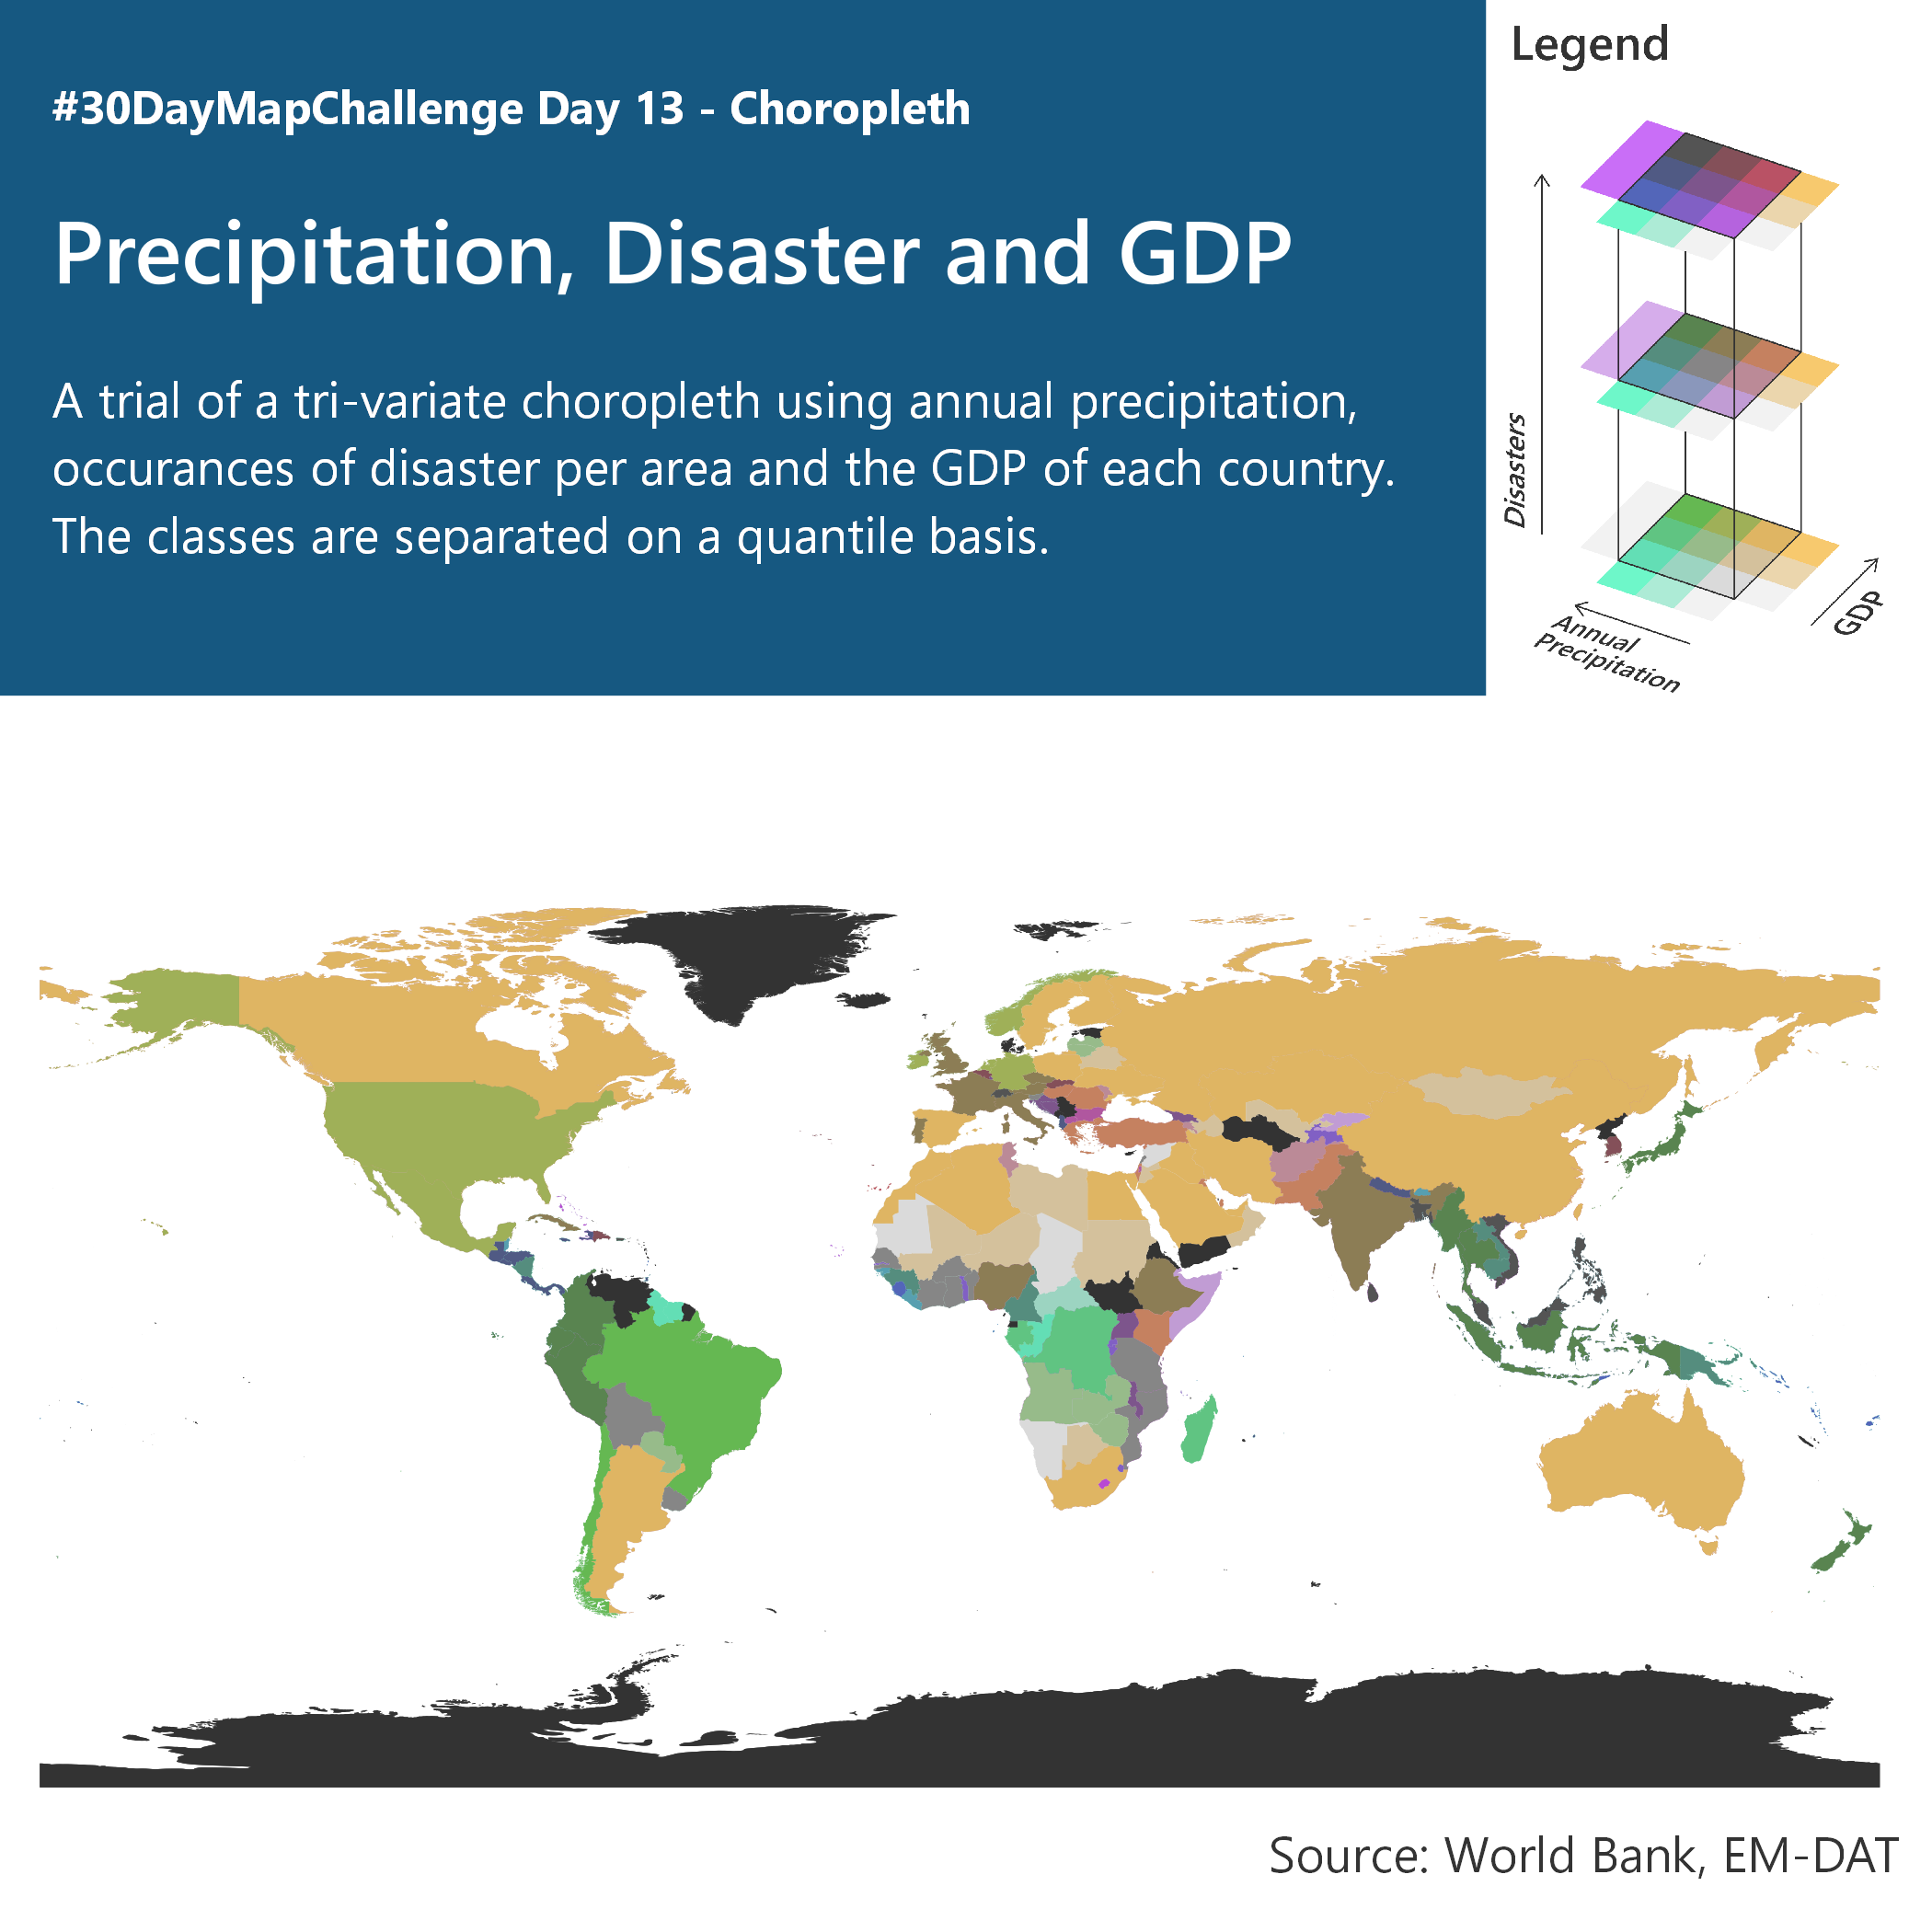 #30DayMapChallenge Day 13 - Choropleth
Precipitation, Disaster and GDP
A trial of a tri-variate choropleth using annual precipitation,
occurances of disaster per area and the GDP of each country.
The classes are separated on a quantile basis.
Legend
Disasters
GDP
Annual
Precipitation
Source: World Bank, EM-DAT